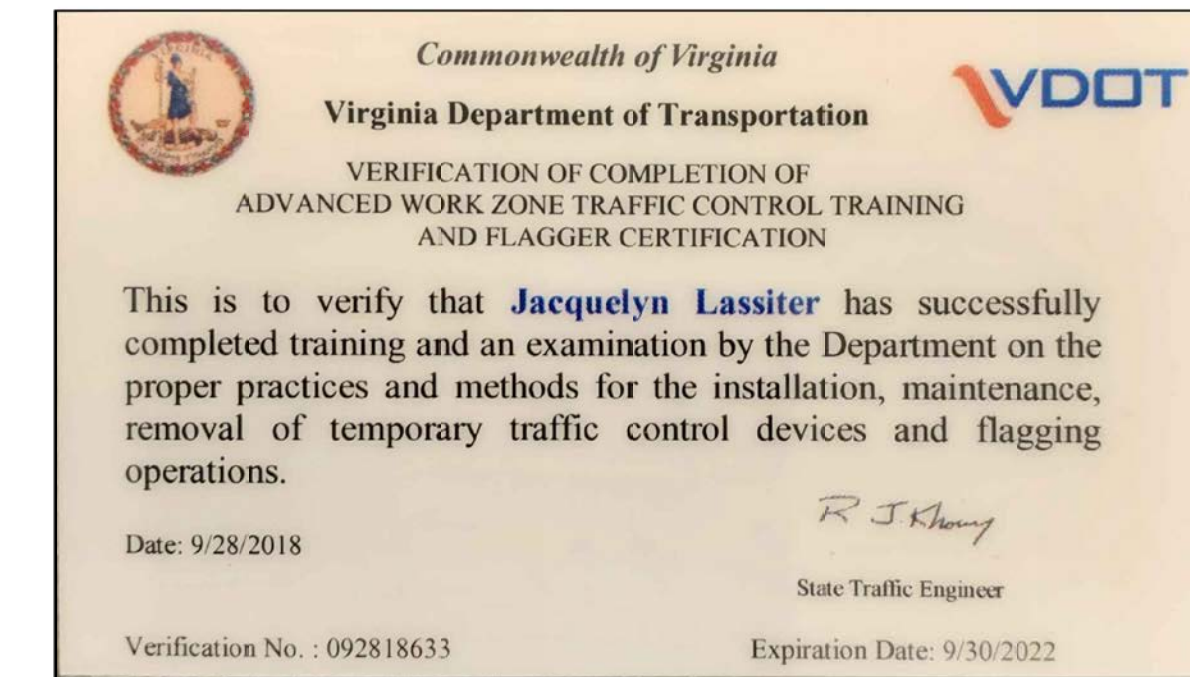 VIRGINIA
Commonwealth of Virginia
VDOT
Virginia Department of Transportation
VERIFICATION OF COMPLETION OF
ADVANCED WORK ZONE TRAFFIC CONTROL TRAINING
AND FLAGGER CERTIFICATION
This is to verify that Jacquelyn Lassiter has successfully
completed training and an examination by the Department on the
proper practices and methods for the installation, maintenance,
removal of temporary traffic control devices and flagging
operations.
R J. Khoury
Date: 9/28/2018
State Traffic Engineer
Verification No. : 092818633
Expiration Date: 9/30/2022